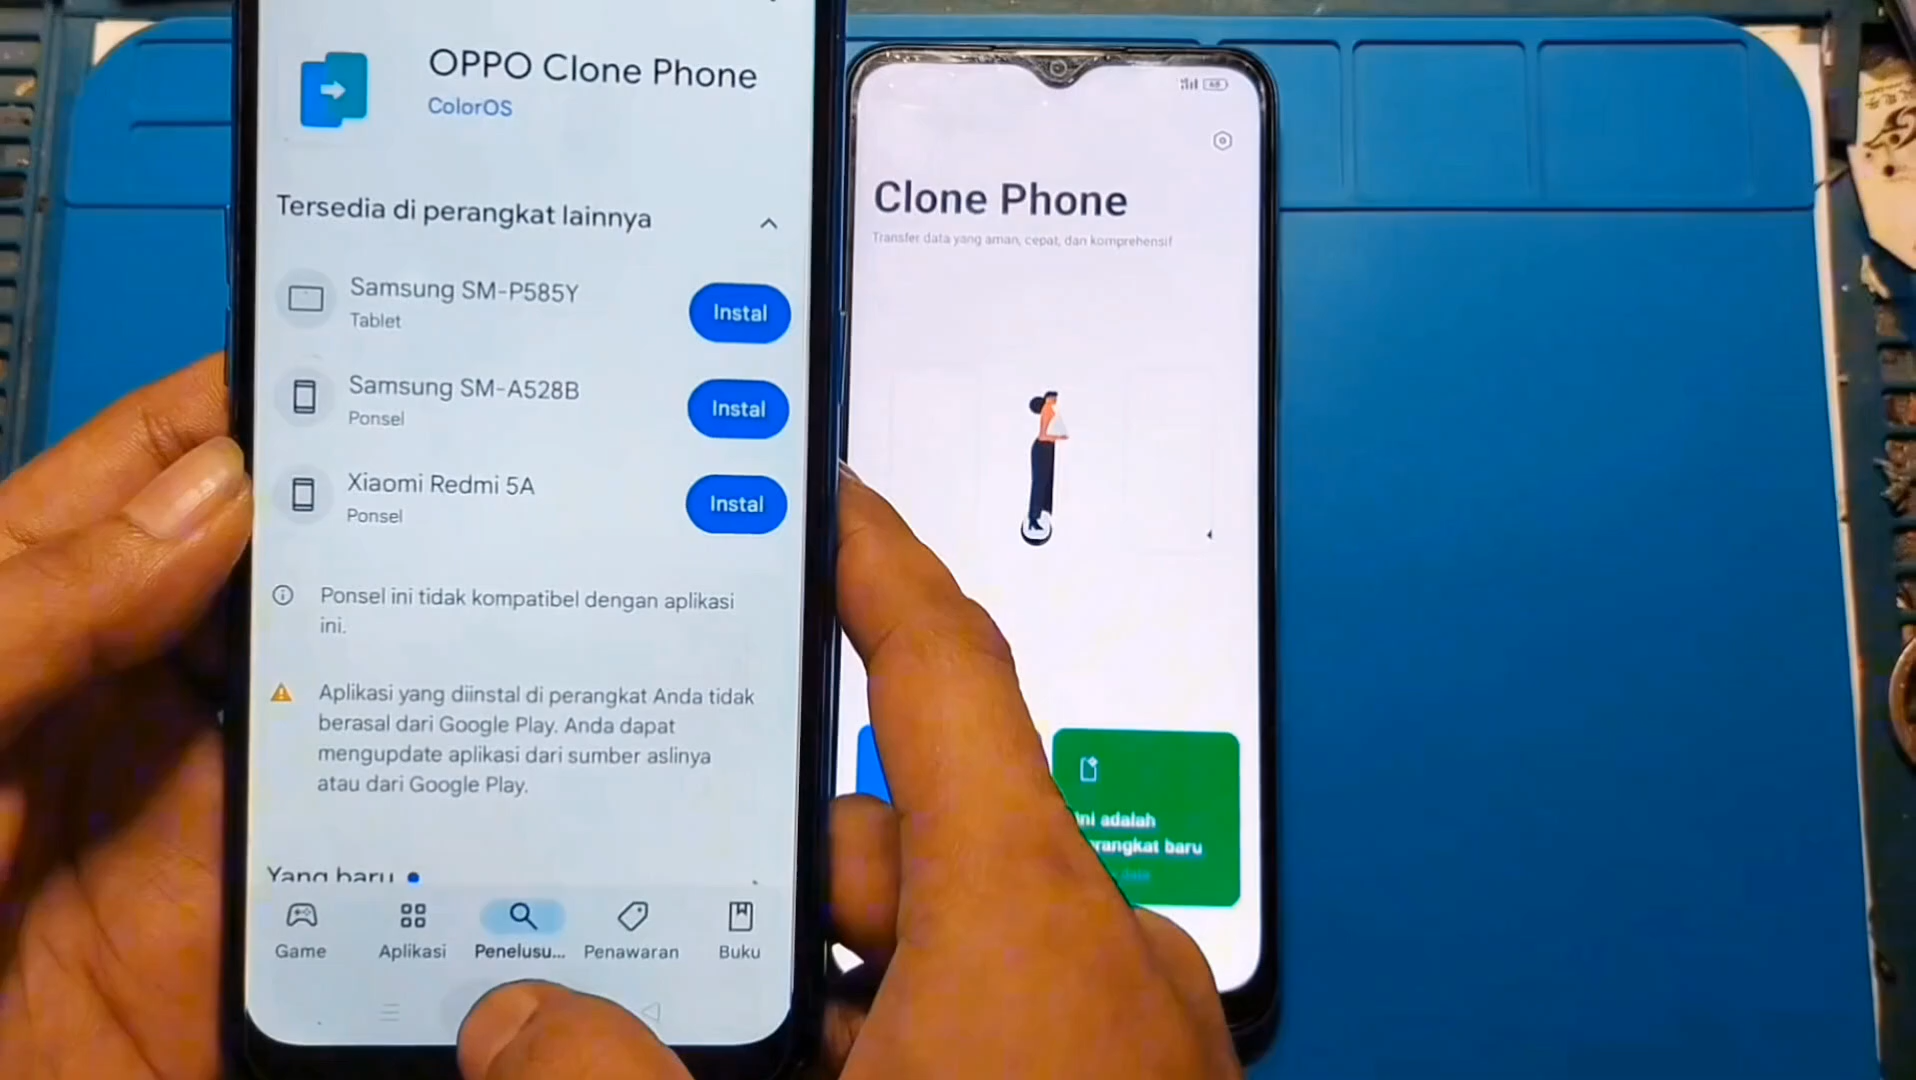 OPPO Clone Phone
ColorOS
Tersedia di perangkat lainnya
Samsung SM-P585Y
Tablet
Instal
Samsung SM-A528B
Ponsel
Instal
Xiaomi Redmi 5A
Ponsel
Instal
Ponsel ini tidak kompatibel dengan aplikasi
ini.
Aplikasi yang diinstal di perangkat Anda tidak
berasal dari Google Play. Anda dapat
mengupdate aplikasi dari sumber aslinya
atau dari Google Play.
Yang baru
Game
Aplikasi
Penelusu...
Penawaran
Buku
Clone Phone
Transfer data yang aman, cepat, dan komprehensif
Ini adalah
rangkat baru